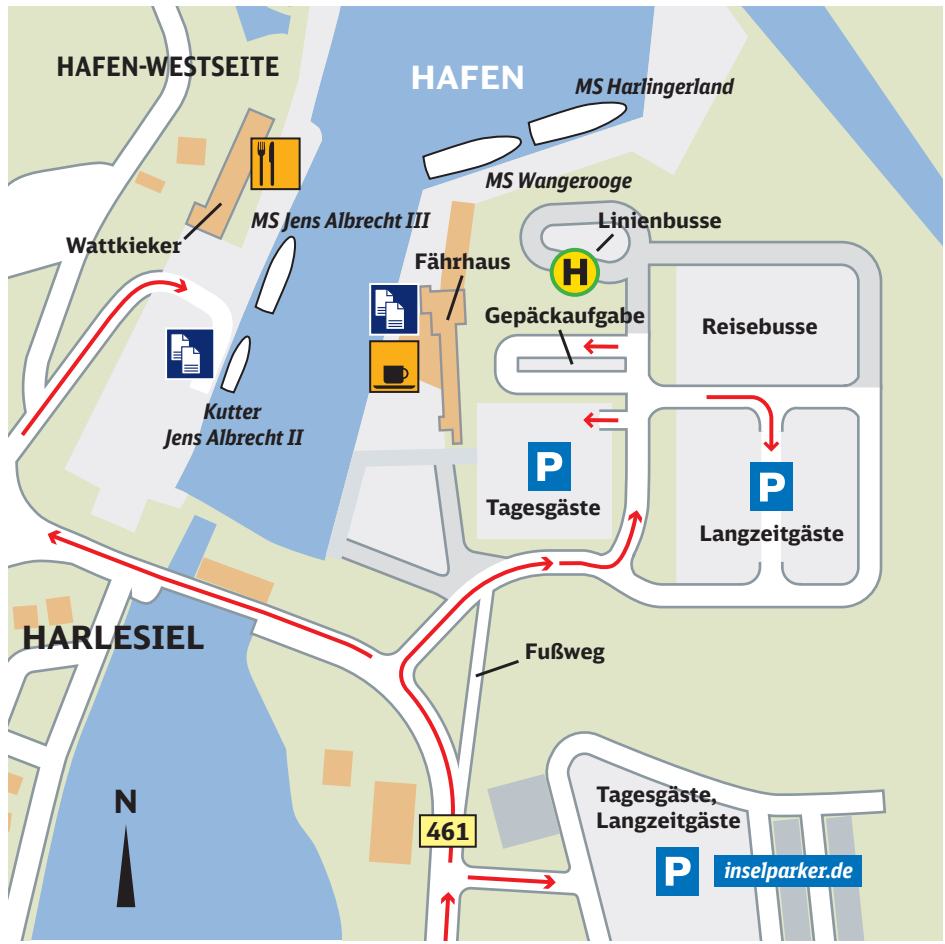 HAFEN-WESTSEITE
HAFEN
MS Harlingerland
MS Wangerooge
Linienbusse
MS Jens Albrecht III
Wattkieker
Fährhaus
H
Gepäckaufgabe
Reisebusse
Kutter
Jens Albrecht II
P
Tagesgäste
P
Langzeitgäste
HARLESIEL
Fußweg
N
461
Tagesgäste,
Langzeitgäste
P
inselparker.de